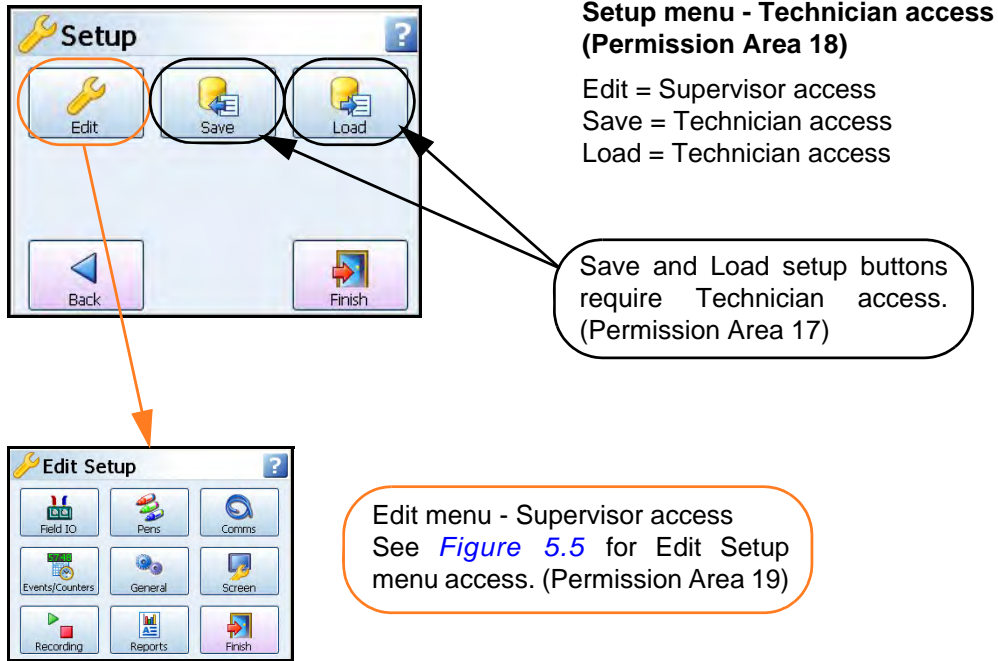 Setup
?
Edit
Save
Load
Back
Finish
Setup menu - Technician access
(Permission Area 18)
Edit = Supervisor access
Save = Technician access
Load = Technician access
Save and Load setup buttons
require Technician access.
(Permission Area 17)
Edit Setup
?
Field IO
Pens
Comms
Events/Counters
General
Screen
Recording
Reports
Finish
Edit menu - Supervisor access
See Figure 5.5 for Edit Setup
menu access. (Permission Area 19)